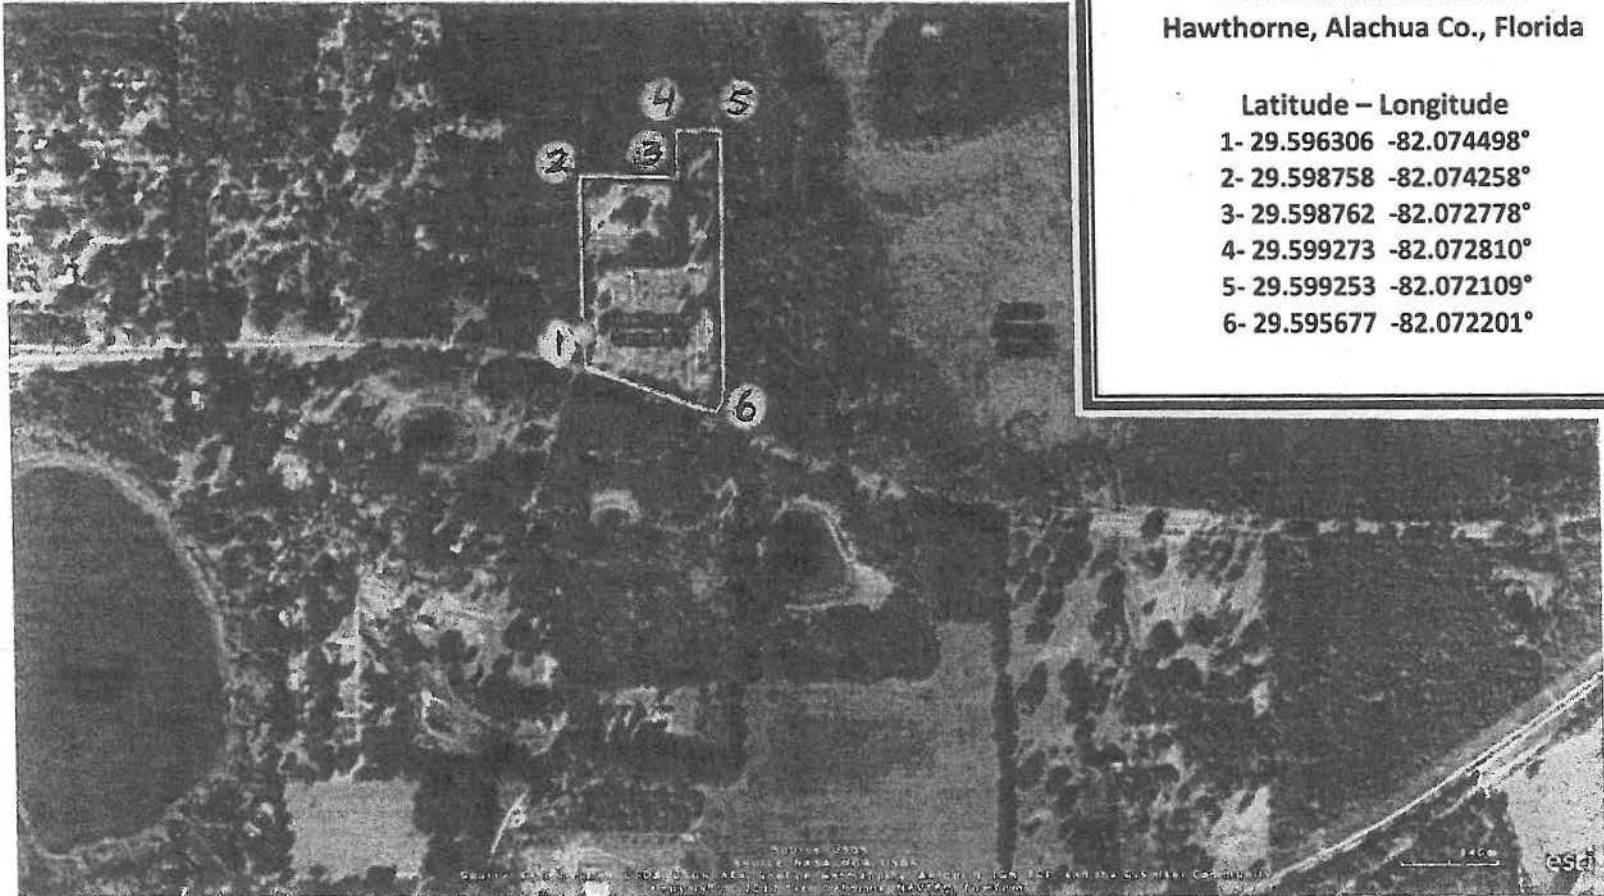 Hawthorne, Alachua Co., Florida
Latitude – Longitude
1- 29.596306 -82.074498°
2- 29.598758 -82.074258°
3- 29.598762 -82.072778°
4- 29.599273 -82.072810°
5- 29.599253 -82.072109°
6- 29.595677 -82.072201°
4 5
2 3
1
6
esri